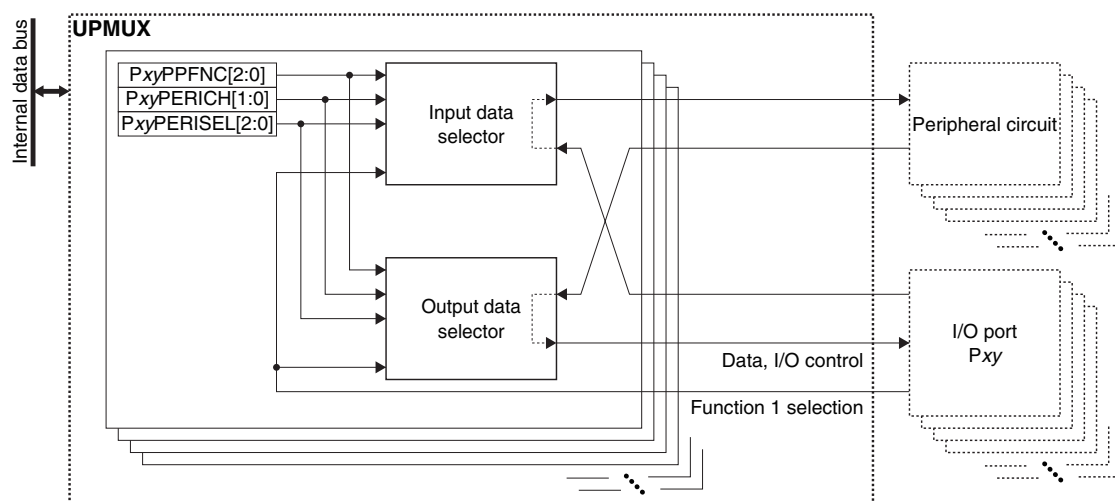 UPMUX
Internal data bus
PxyPPFNC[2:0]
PxyPERICH[1:0]
PxyPERISEL[2:0]
Input data
selector
Peripheral circuit
Output data
selector
I/O port
Pxy
Data, I/O control
Function 1 selection